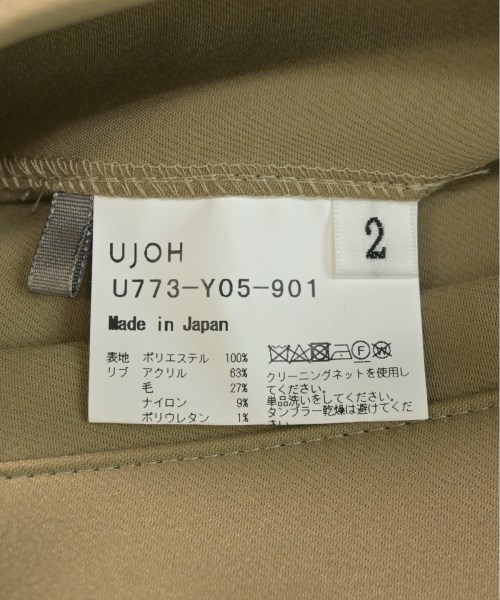 2
UJOH
U773-Y05-901
Made in Japan
表地 ポリエステル 100%
リブ アクリル 63%
毛 27%
ナイロン 9%
ポリウレタン 1%
F
W
クリーニングネットを使用し
てください。
単品洗いをしてください。
タンブラー乾燥は避けてくだ
さい。